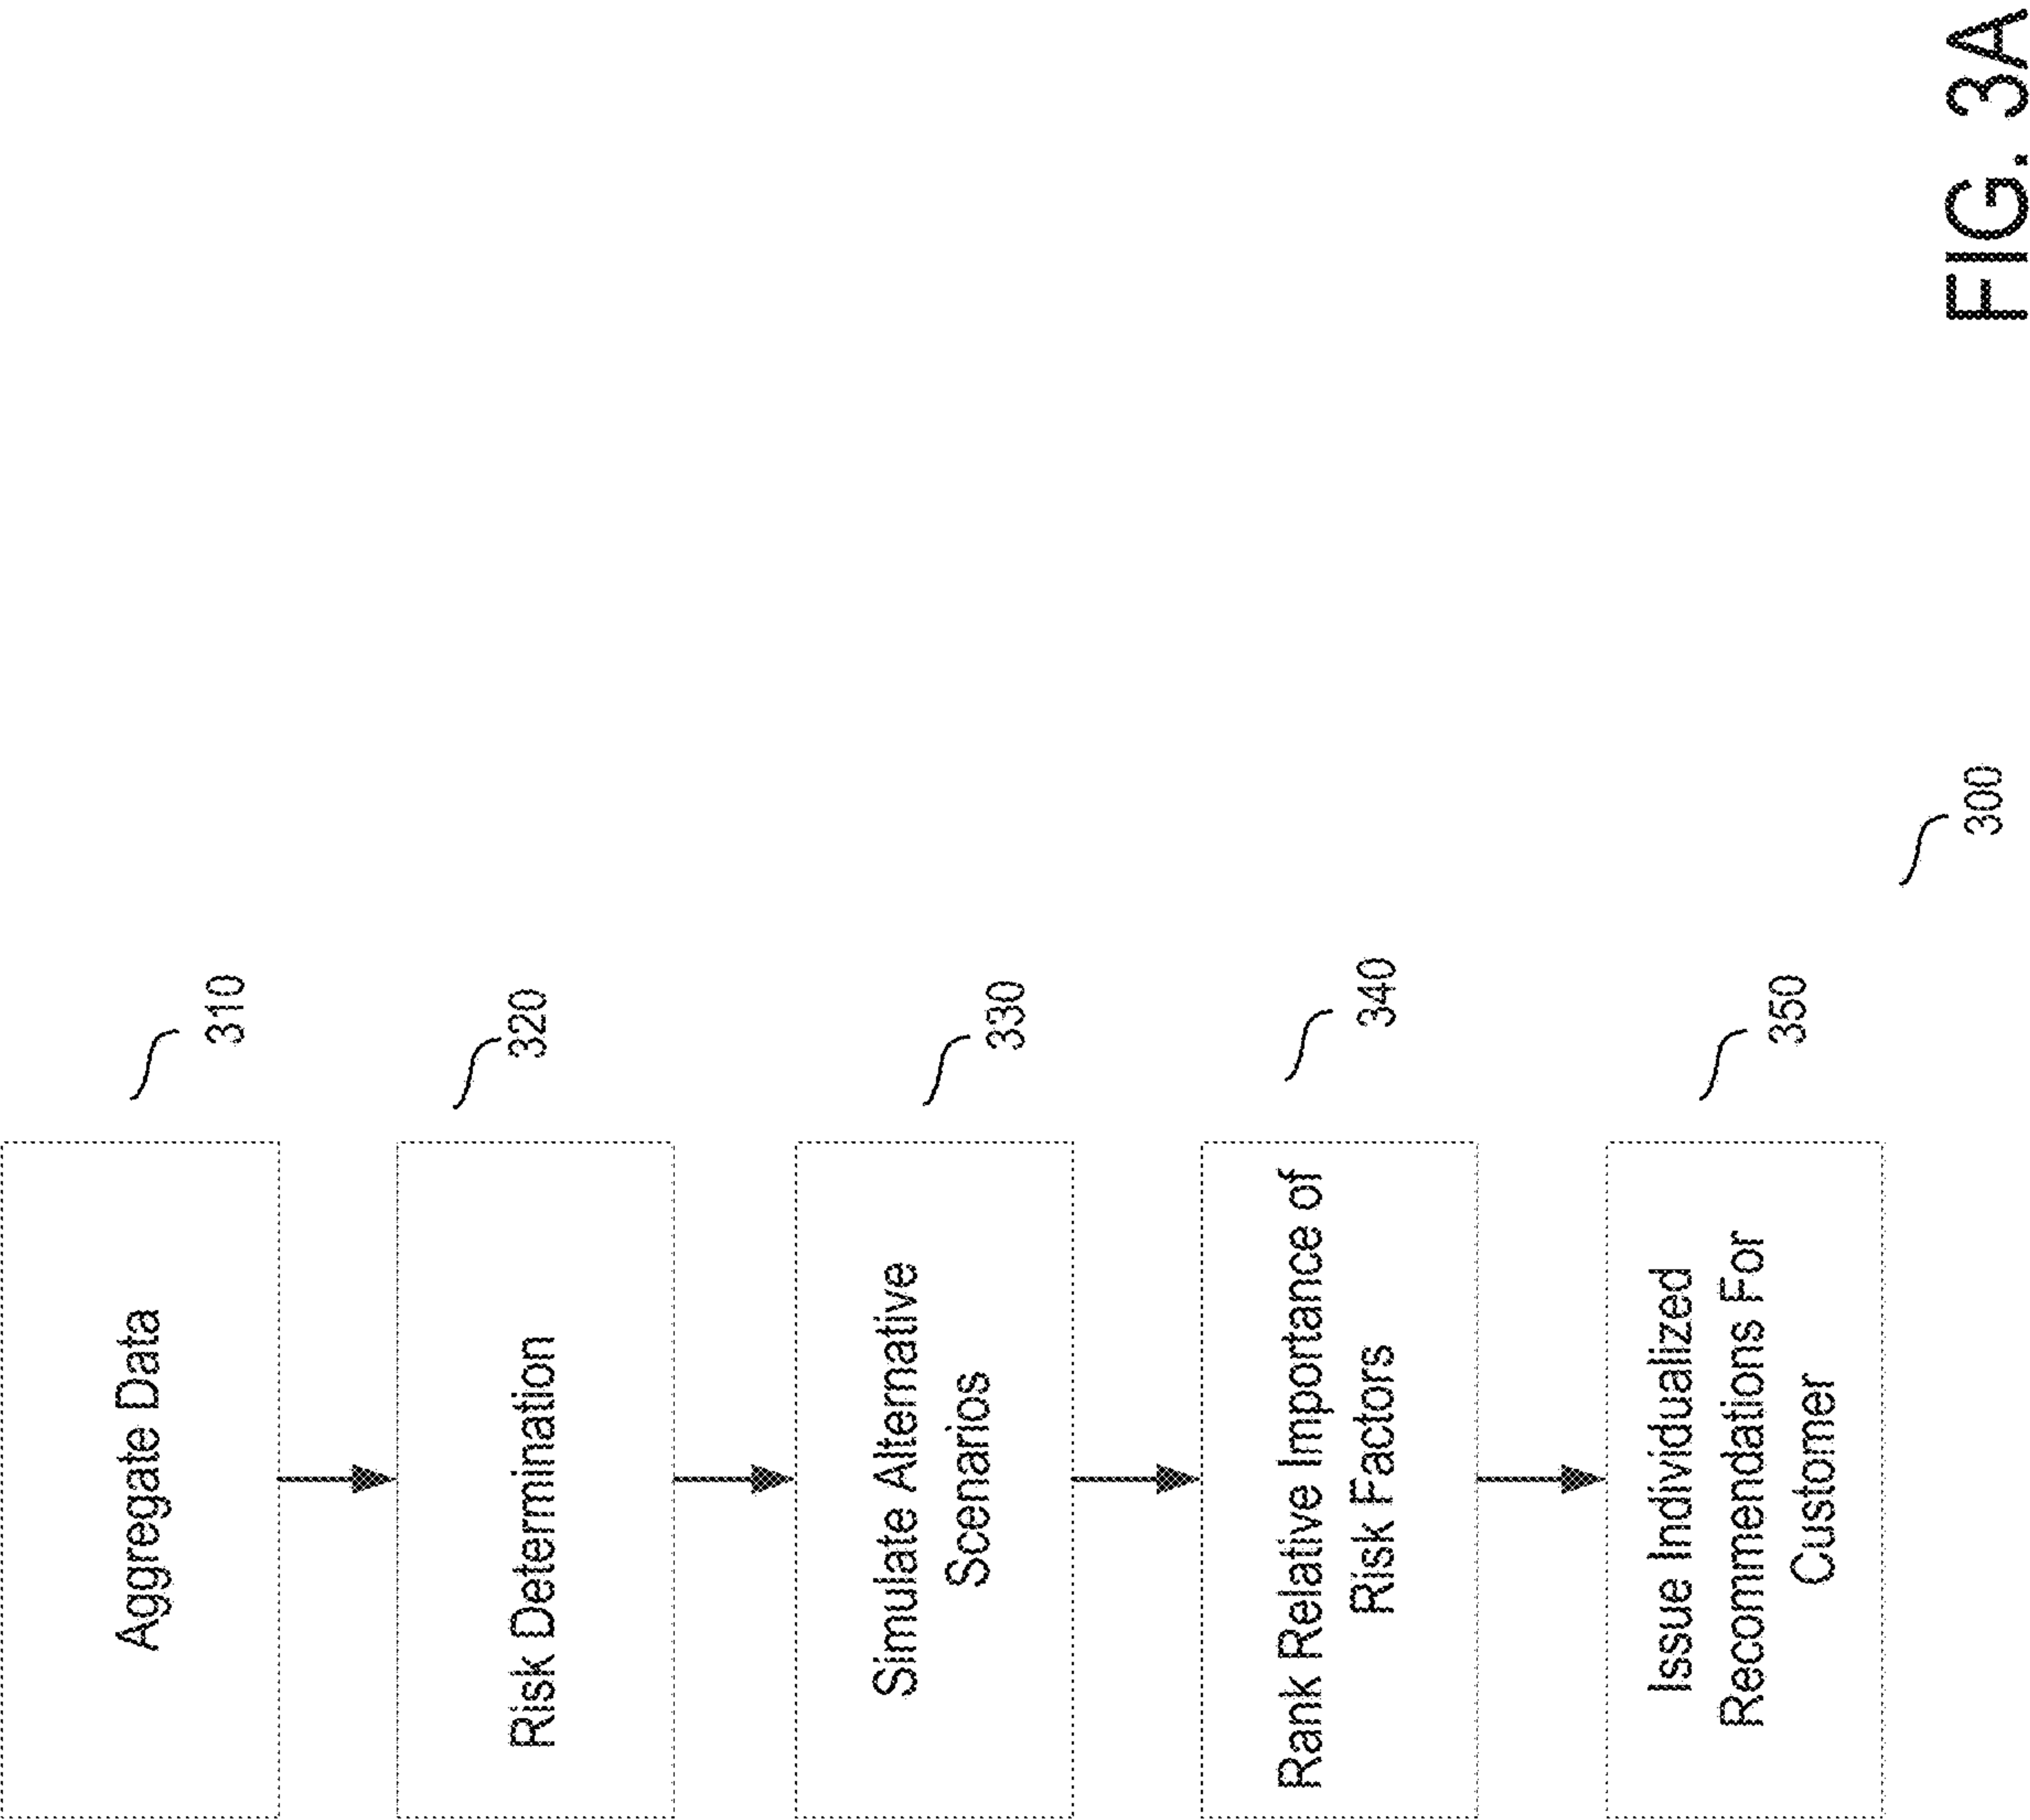 Aggregate Data
310
Risk Determination
320
Simulate Alternative
Scenarios
330
Rank Relative Importance of
Risk Factors
340
Issue Individualized
Recommendations For
Customer
350
300
FIG. 3A